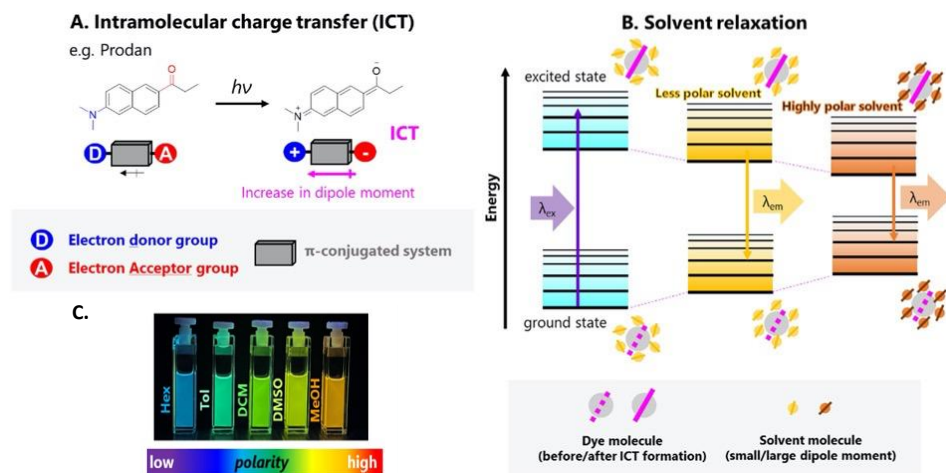 A. Intramolecular charge transfer (ICT)
e.g. Prodan
O
N
hν
O
-
N
+
ICT
D
A
+
-
Increase in dipole moment
D Electron donor group
A Electron Acceptor group
π-conjugated system
C.
Hex
Tol
DCM
DMSO
MeOH
low polarity high
B. Solvent relaxation
Energy
excited state
Less polar solvent
Highly polar solvent
λex
λem
λem
ground state
Dye molecule
(before/after ICT formation)
Solvent molecule
(small/large dipole moment)